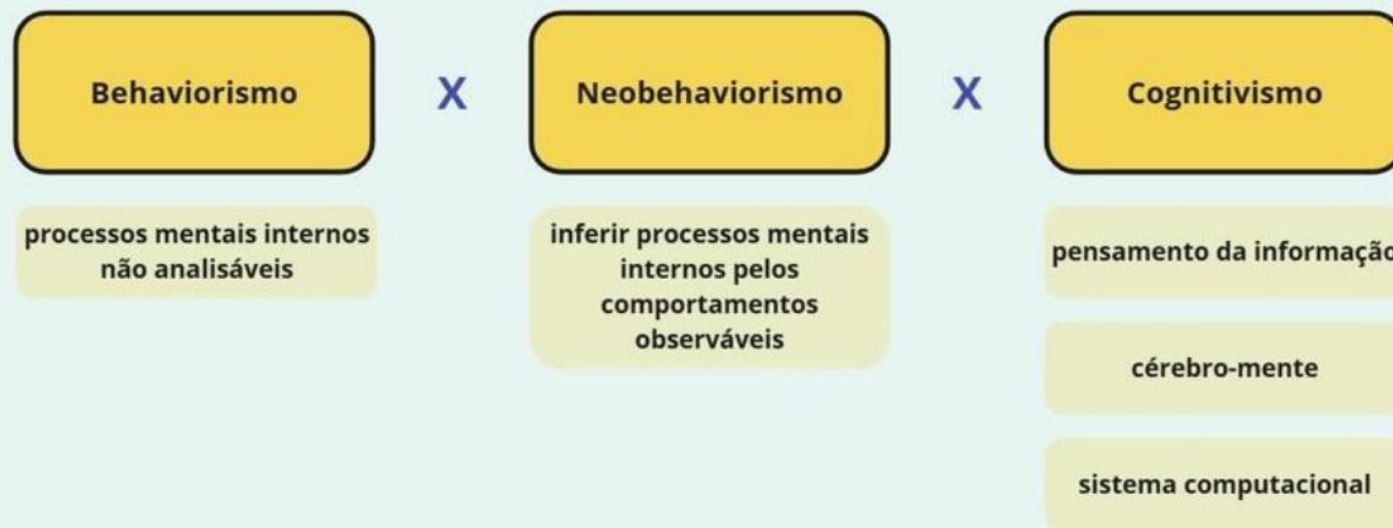 Behaviorismo
X
Neobehaviorismo
X
Cognitivismo
processos mentais internos
não analisáveis
inferir processos mentais
internos pelos
comportamentos
observáveis
pensamento da informação
cérebro-mente
sistema computacional